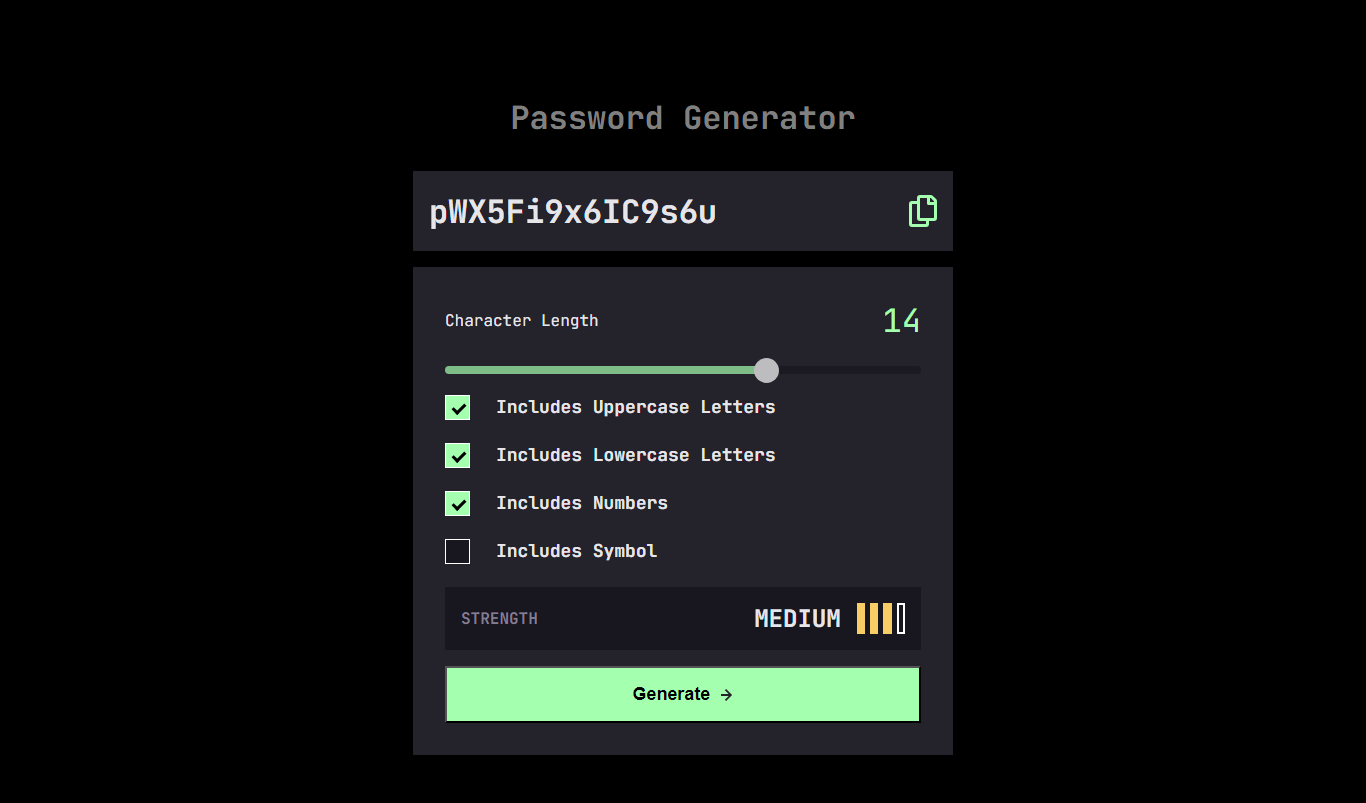 Password Generator
pWX5Fi9x6IC9s6u
Character Length 14
Includes Uppercase Letters
Includes Lowercase Letters
Includes Numbers
Includes Symbol
STRENGTH MEDIUM
Generate →